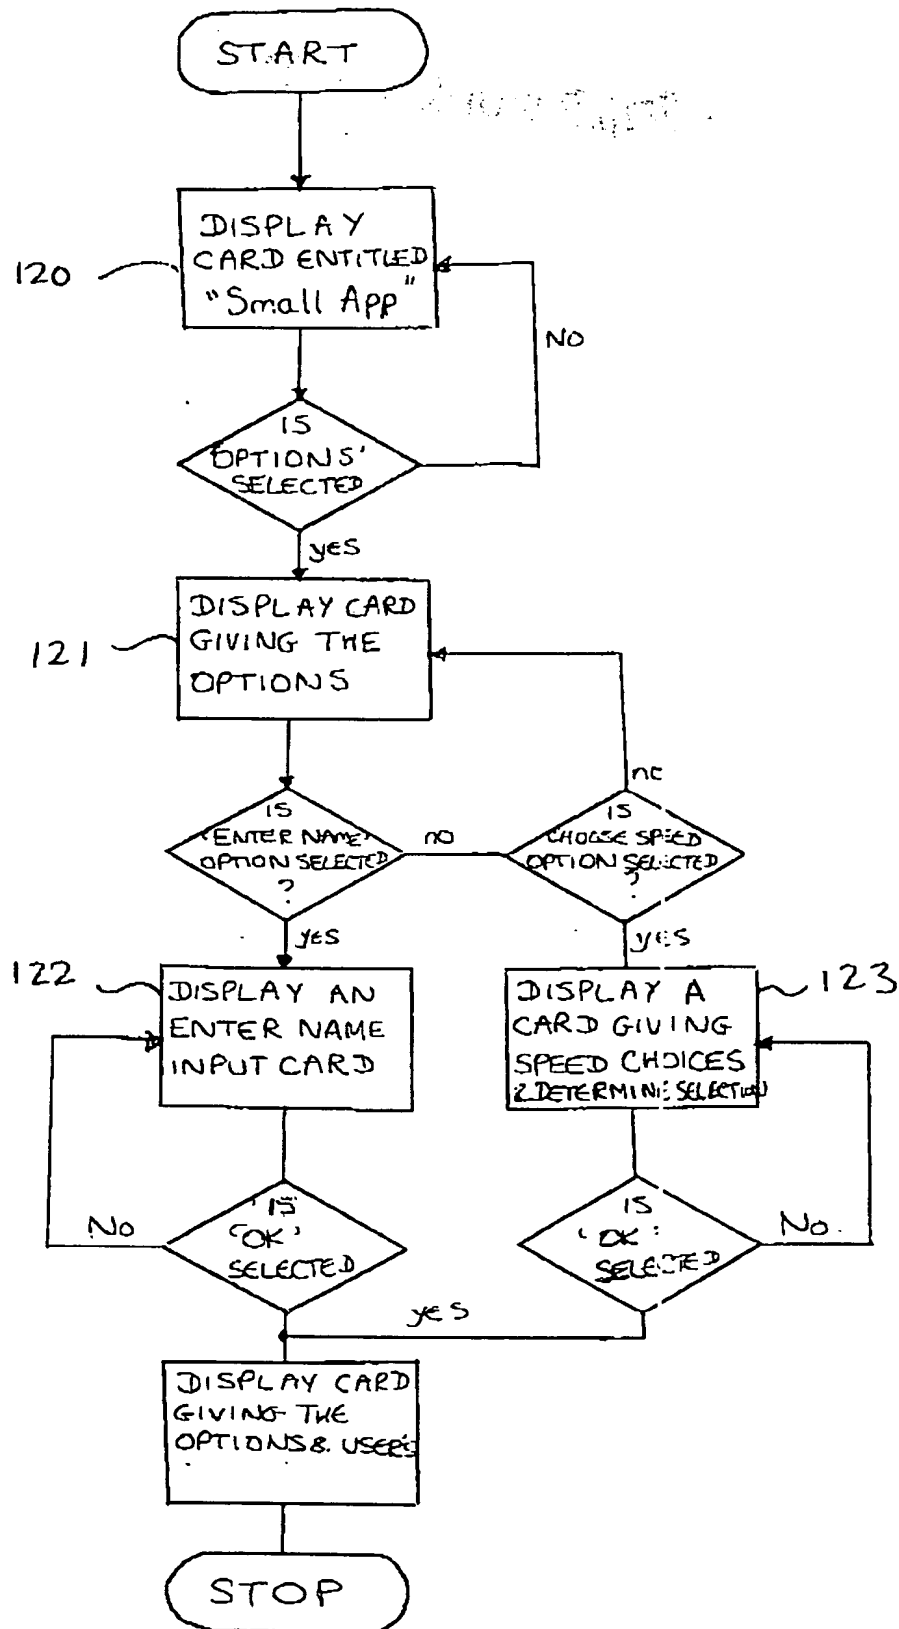 START
DISPLAY
CARD ENTITLED
"Small App"
120
NO
IS
'OPTIONS'
SELECTED
yES
DISPLAY CARD
GIVING THE
OPTIONS
121
IS
'ENTER NAME'
OPTION SELECTED
?
no
IS
CHOOSE SPEED
OPTION SELECTED
?
yES
yES
122
DISPLAY AN
ENTER NAME
INPUT CARD
DISPLAY A
CARD GIVING
SPEED CHOICES
& DETERMINE SELECTION
123
IS
'OK'
SELECTED
No
IS
'OK'
SELECTED
No.
yES
DISPLAY CARD
GIVING THE
OPTIONS & USER'S
STOP